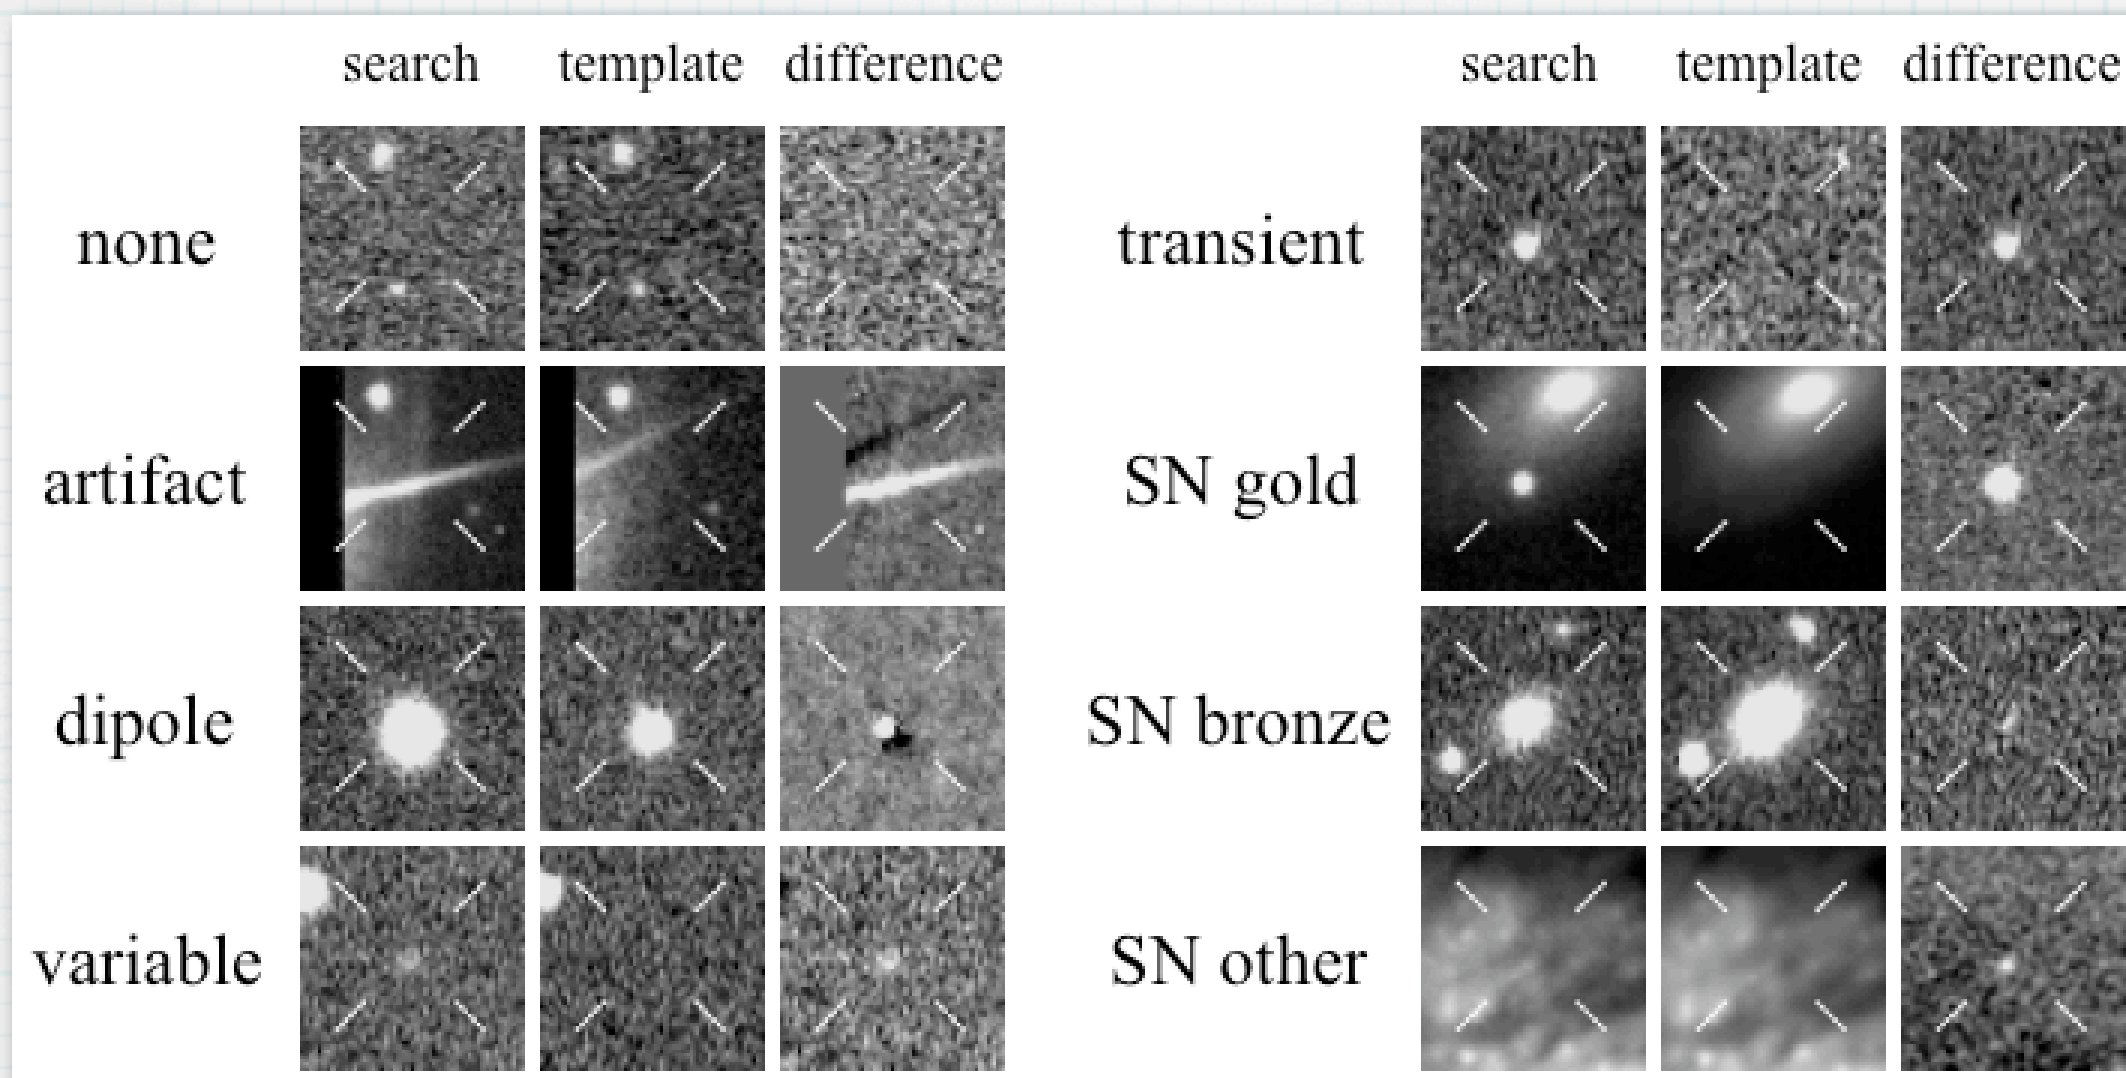 search template difference search template difference
none transient
artifact SN gold
dipole SN bronze
variable SN other